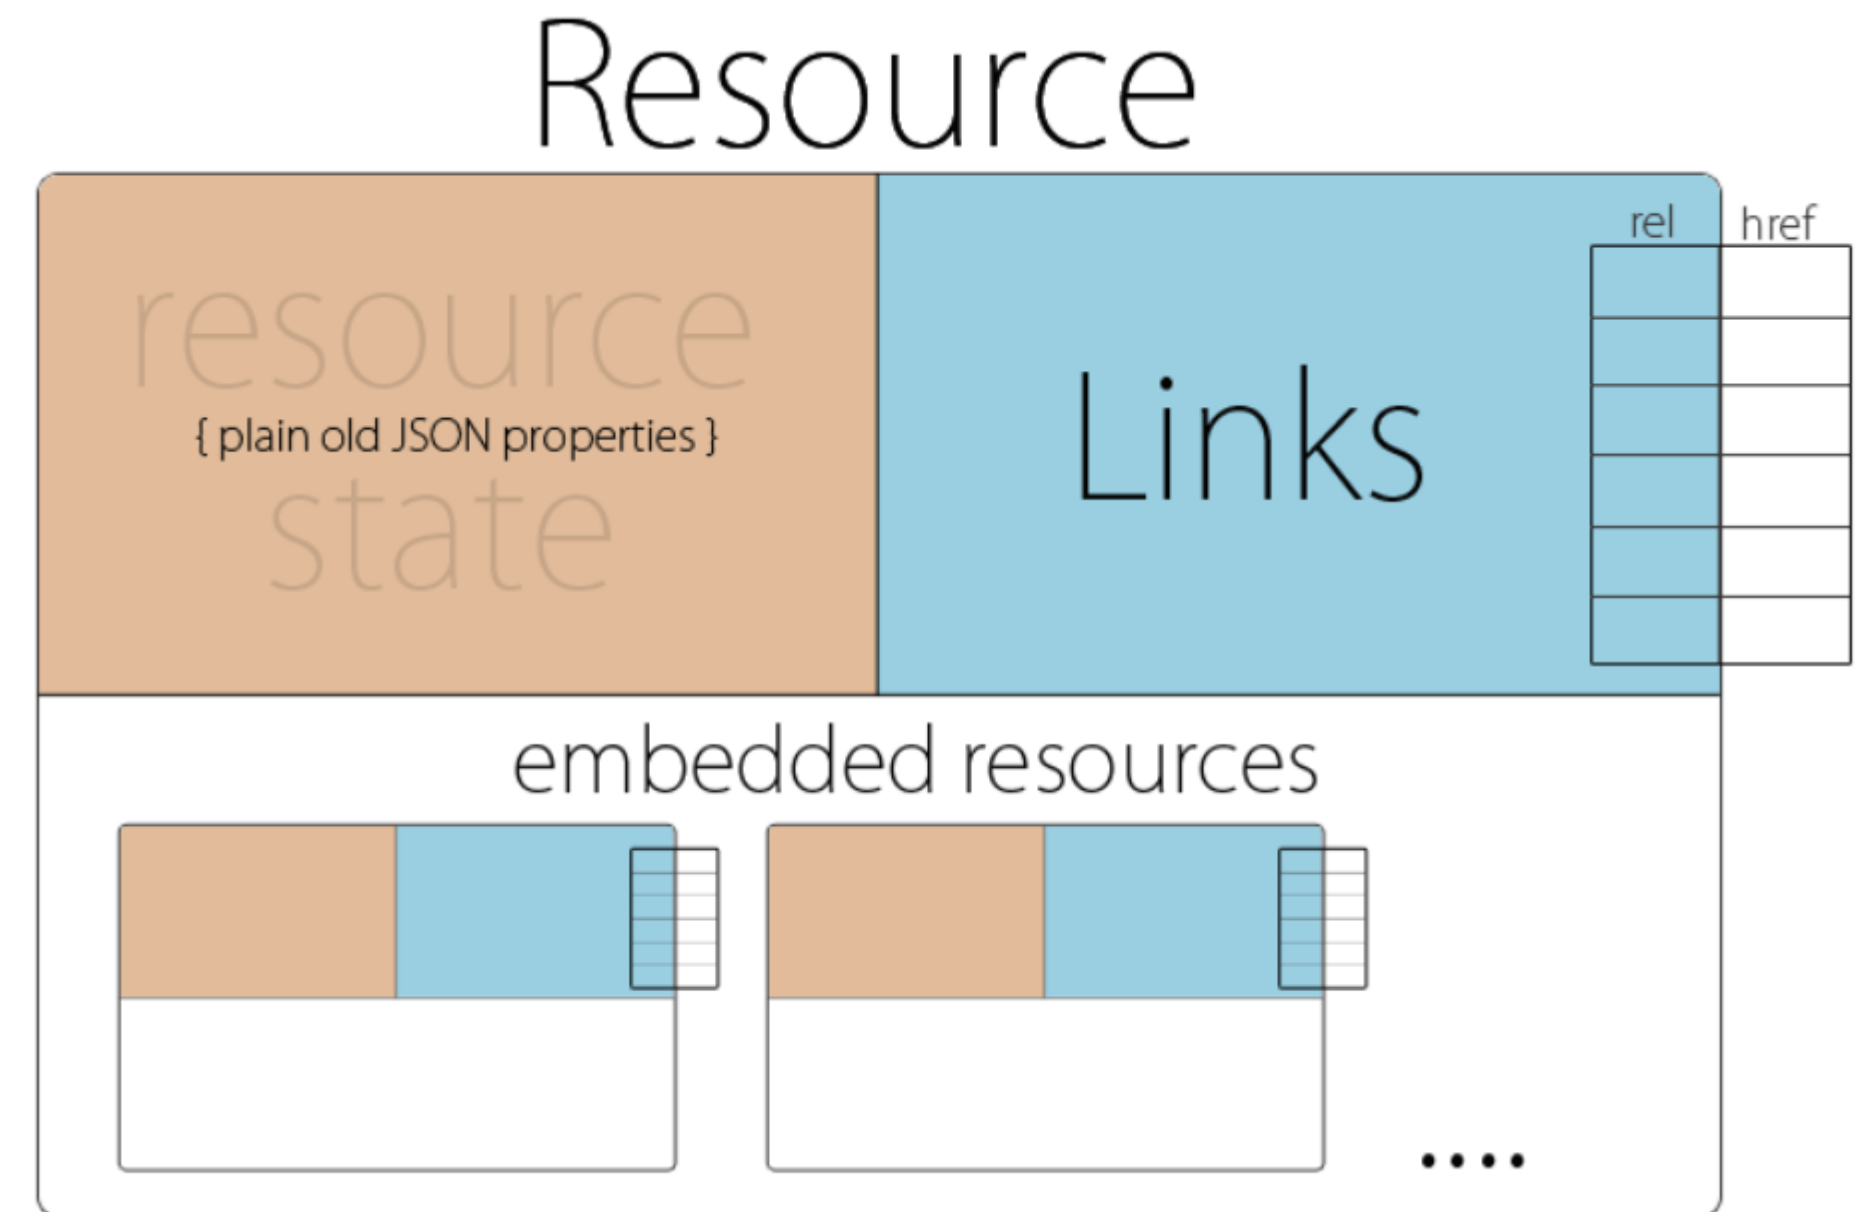 Resource
resource
{ plain old JSON properties }
state
Links
rel href
embedded resources
....